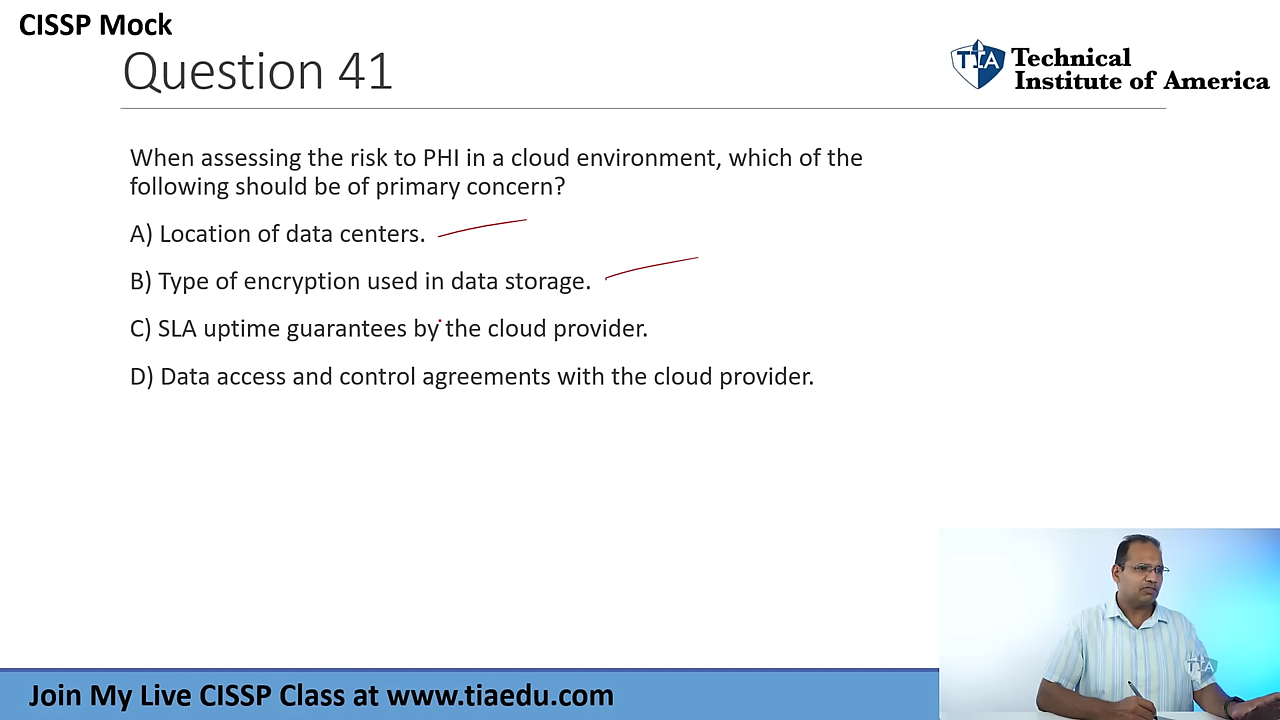 CISSP Mock
Question 41
TIA Technical
Institute of America
When assessing the risk to PHI in a cloud environment, which of the
following should be of primary concern?
A) Location of data centers.
B) Type of encryption used in data storage.
C) SLA uptime guarantees by the cloud provider.
D) Data access and control agreements with the cloud provider.
TIA
Join My Live CISSP Class at www.tiaedu.com